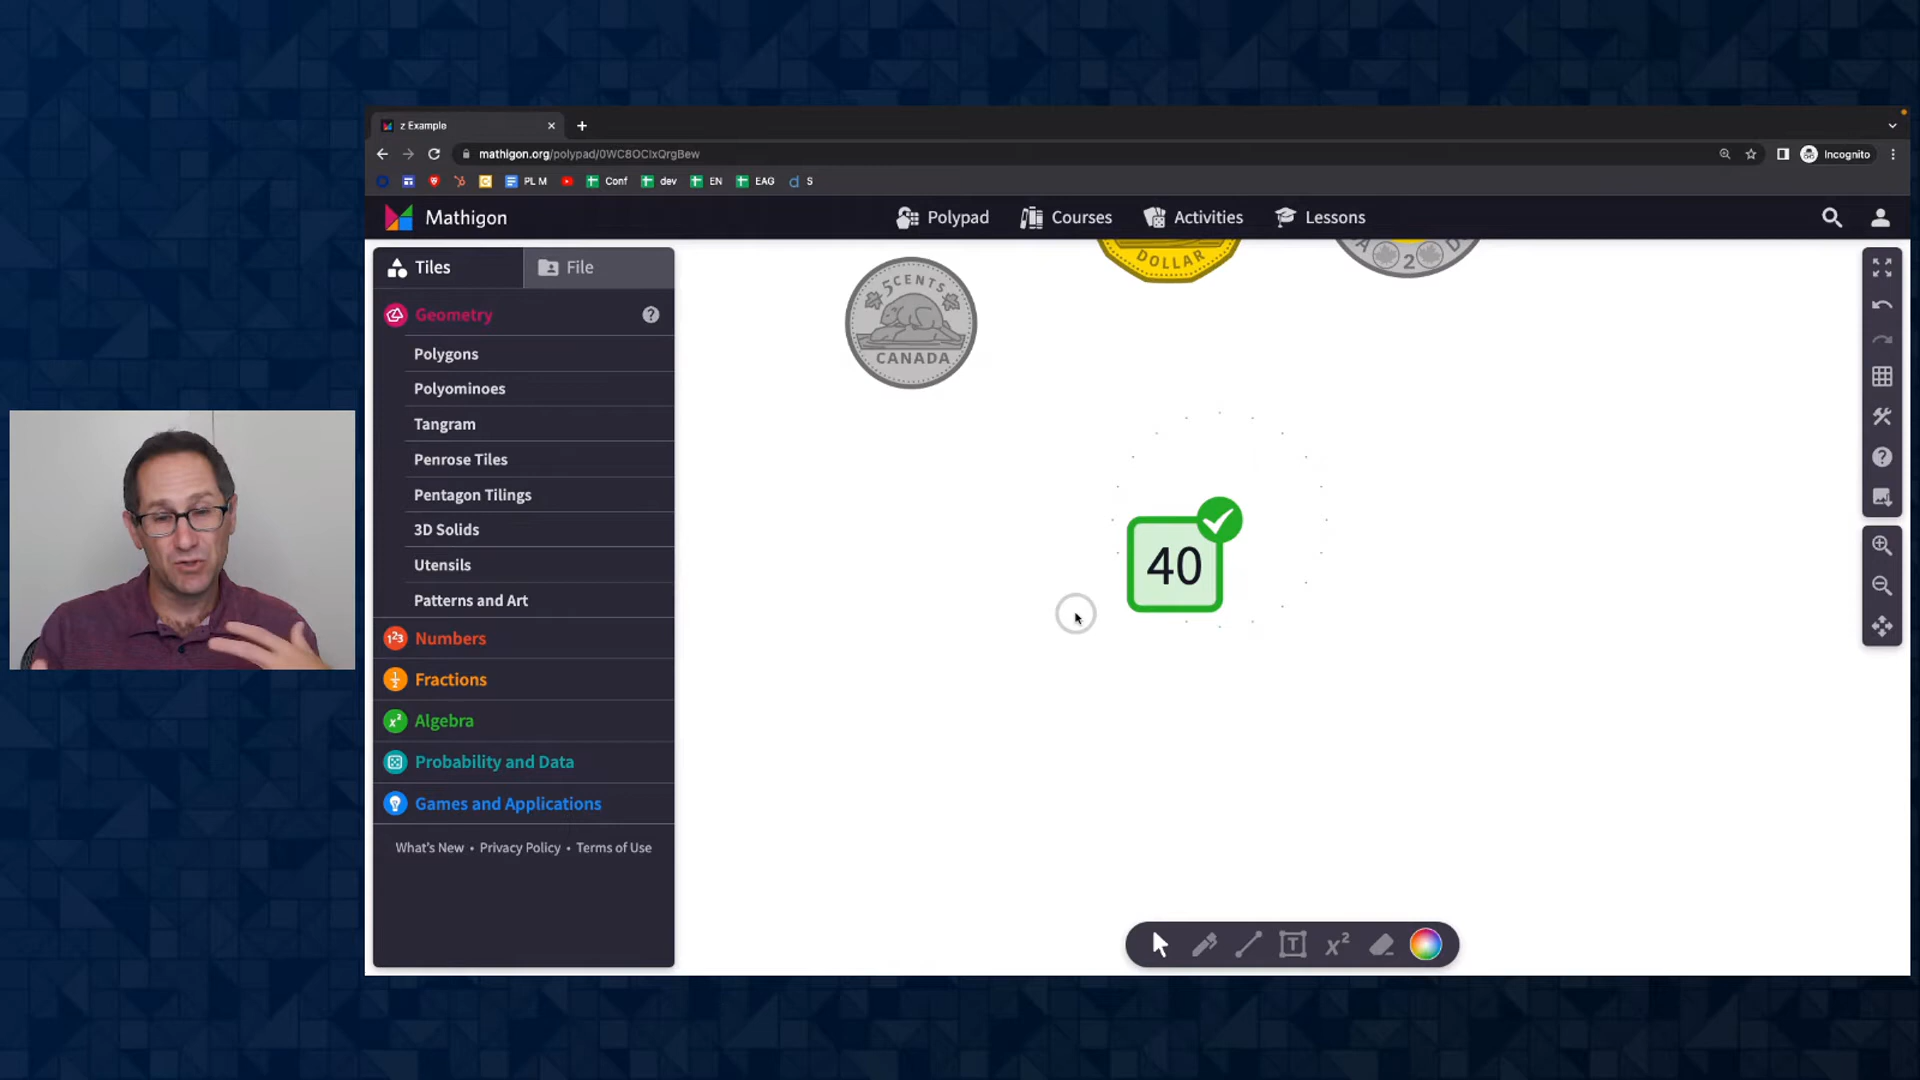 z Example
mathigon.org/polypad/0WC8OClxQrgBew
Incognito
PL M
Conf
dev
EN
EAG
S
Mathigon
Polypad
Courses
Activities
Lessons
Tiles
File
Geometry
Polygons
Polyominoes
Tangram
Penrose Tiles
Pentagon Tilings
3D Solids
Utensils
Patterns and Art
Numbers
Fractions
Algebra
Probability and Data
Games and Applications
What's New • Privacy Policy • Terms of Use
5 CENTS
CANADA
DOLLAR
2
40